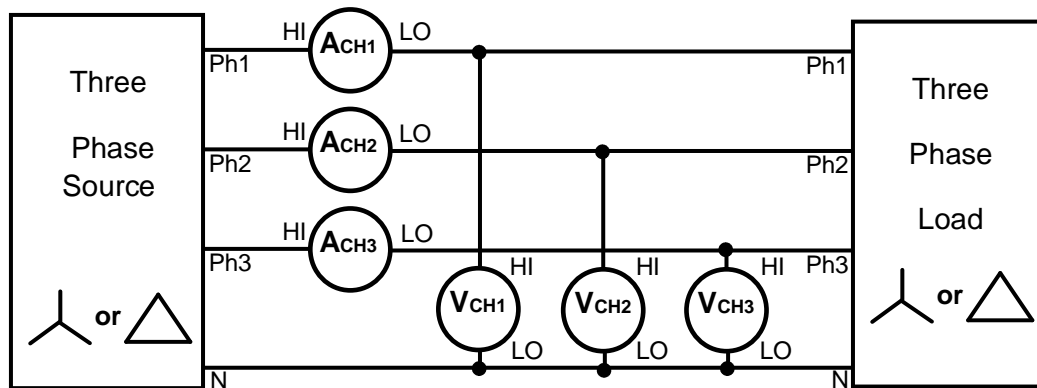 HI ACH1 LO
Ph1 Ph1
Three Three
HI ACH2 LO
Phase Ph2 Ph2 Phase
Source
HI ACH3 LO
Load
Ph3 HI HI HI Ph3
VCH1 VCH2 VCH3
or or
LO LO LO
N N